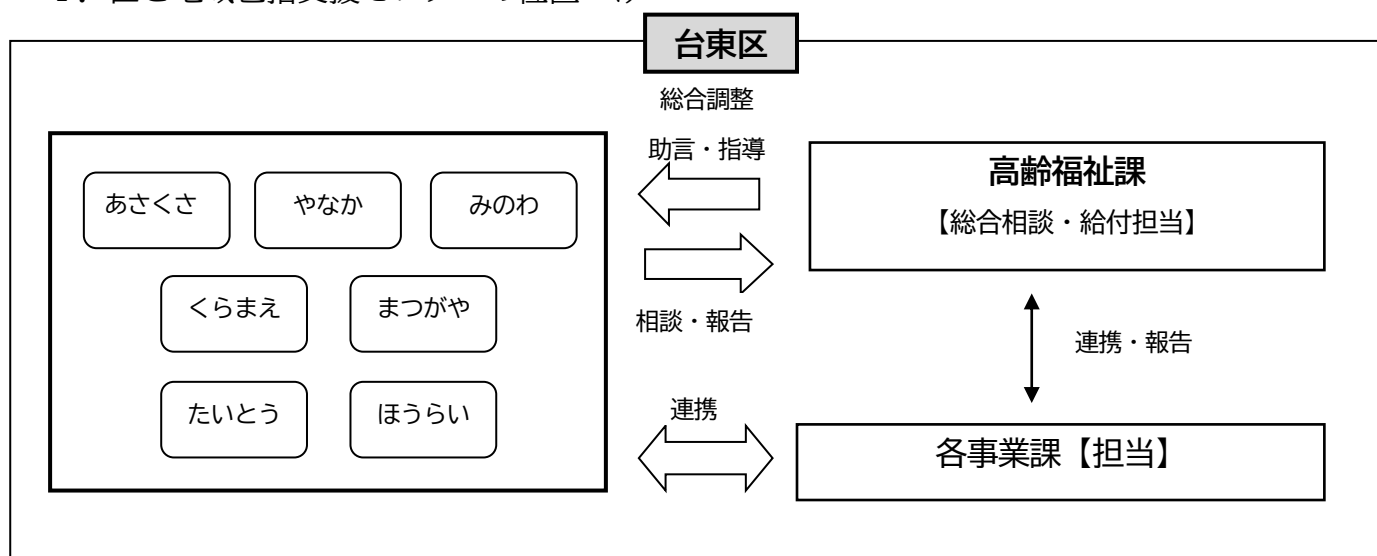 台東区
総合調整
助言・指導
高齢福祉課
【総合相談・給付担当】
あさくさ
やなか
みのわ
くらまえ
まつがや
相談・報告
連携・報告
たいとう
ほうらい
連携
各事業課【担当】